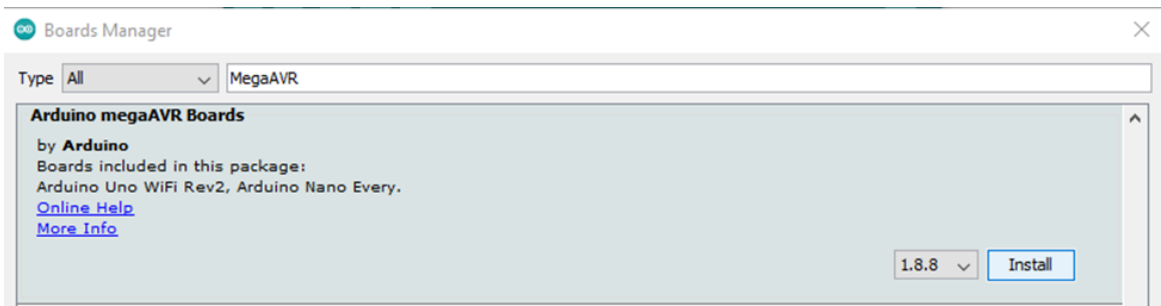 Boards Manager
Type All MegaAVR
Arduino megaAVR Boards
by Arduino
Boards included in this package:
Arduino Uno WiFi Rev2, Arduino Nano Every.
Online Help
More Info
1.8.8 Install